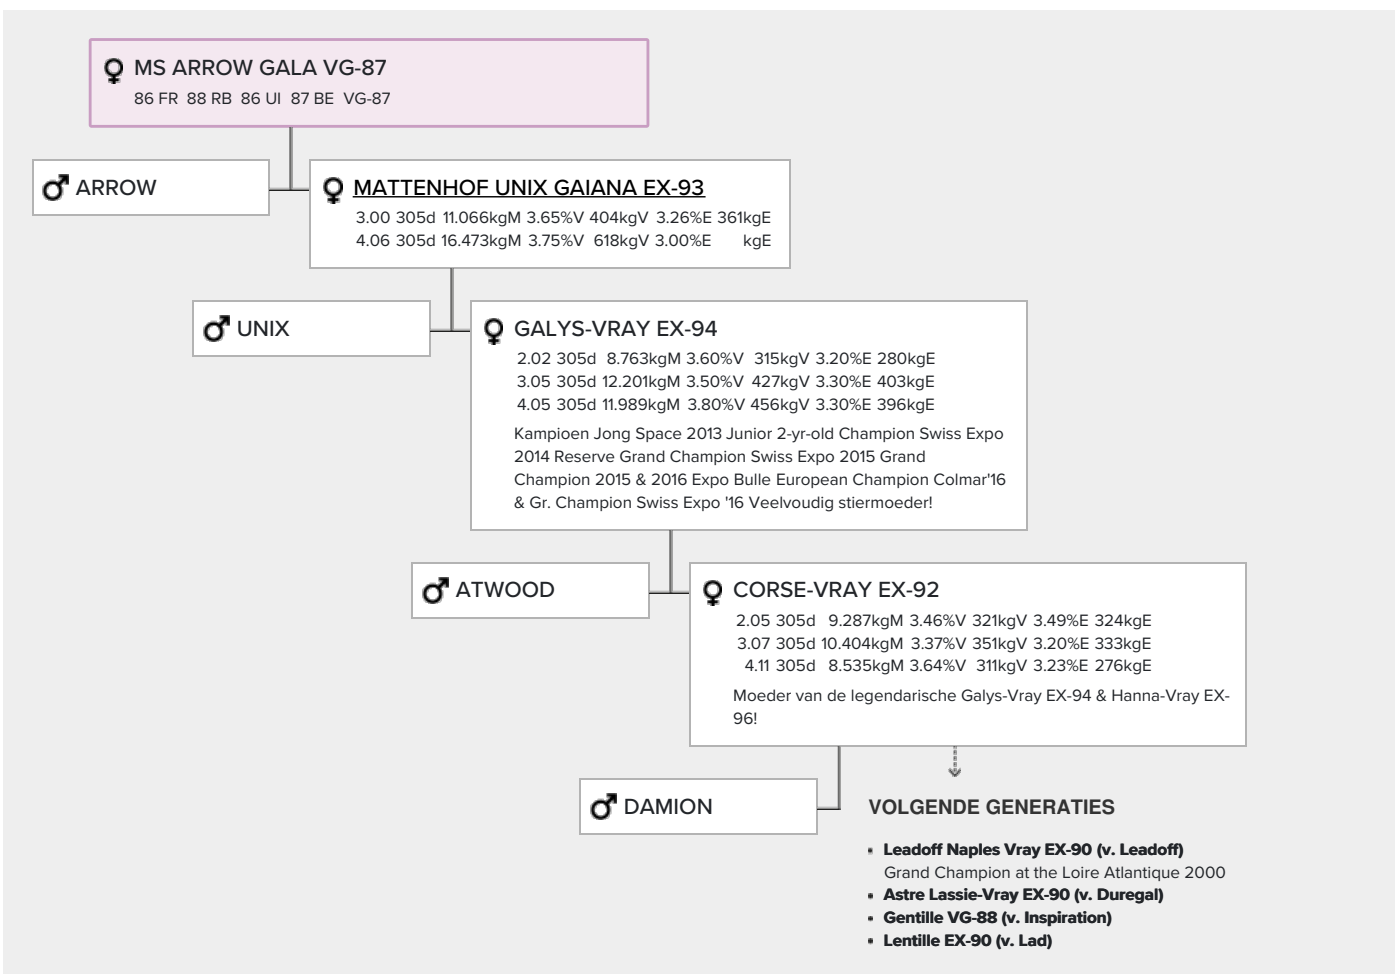 MS ARROW GALA VG-87
86 FR 88 RB 86 UI 87 BE VG-87
ARROW
MATTENHOF UNIX GAIANA EX-93
3.00 305d 11.066kgM 3.65%V 404kgV 3.26%E 361kgE
4.06 305d 16.473kgM 3.75%V 618kgV 3.00%E kgE
UNIX
GALYS-VRAY EX-94
2.02 305d 8.763kgM 3.60%V 315kgV 3.20%E 280kgE
3.05 305d 12.201kgM 3.50%V 427kgV 3.30%E 403kgE
4.05 305d 11.989kgM 3.80%V 456kgV 3.30%E 396kgE
Kampioen Jong Space 2013 Junior 2-yr-old Champion Swiss Expo
2014 Reserve Grand Champion Swiss Expo 2015 Grand
Champion 2015 & 2016 Expo Bulle European Champion Colmar'16
& Gr. Champion Swiss Expo '16 Veelvoudig stiermoeder!
ATWOOD
CORSE-VRAY EX-92
2.05 305d 9.287kgM 3.46%V 321kgV 3.49%E 324kgE
3.07 305d 10.404kgM 3.37%V 351kgV 3.20%E 333kgE
4.11 305d 8.535kgM 3.64%V 311kgV 3.23%E 276kgE
Moeder van de legendarische Galys-Vray EX-94 & Hanna-Vray EX-
96!
DAMION
VOLGENDE GENERATIES
Leadoff Naples Vray EX-90 (v. Leadoff)
Grand Champion at the Loire Atlantique 2000
Astre Lassie-Vray EX-90 (v. Duregal)
Gentille VG-88 (v. Inspiration)
Lentille EX-90 (v. Lad)